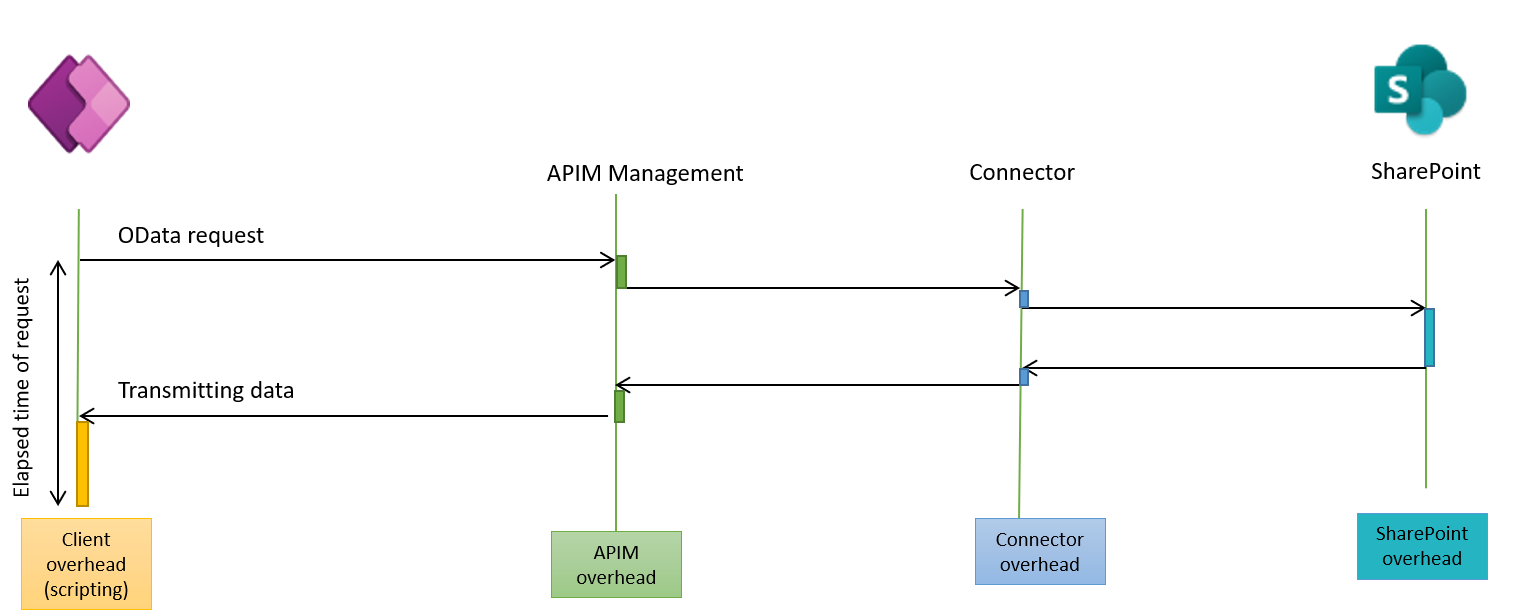 S
APIM Management
Connector
SharePoint
OData request
Elapsed time of request
Transmitting data
Client
overhead
(scripting)
APIM
overhead
Connector
overhead
SharePoint
overhead